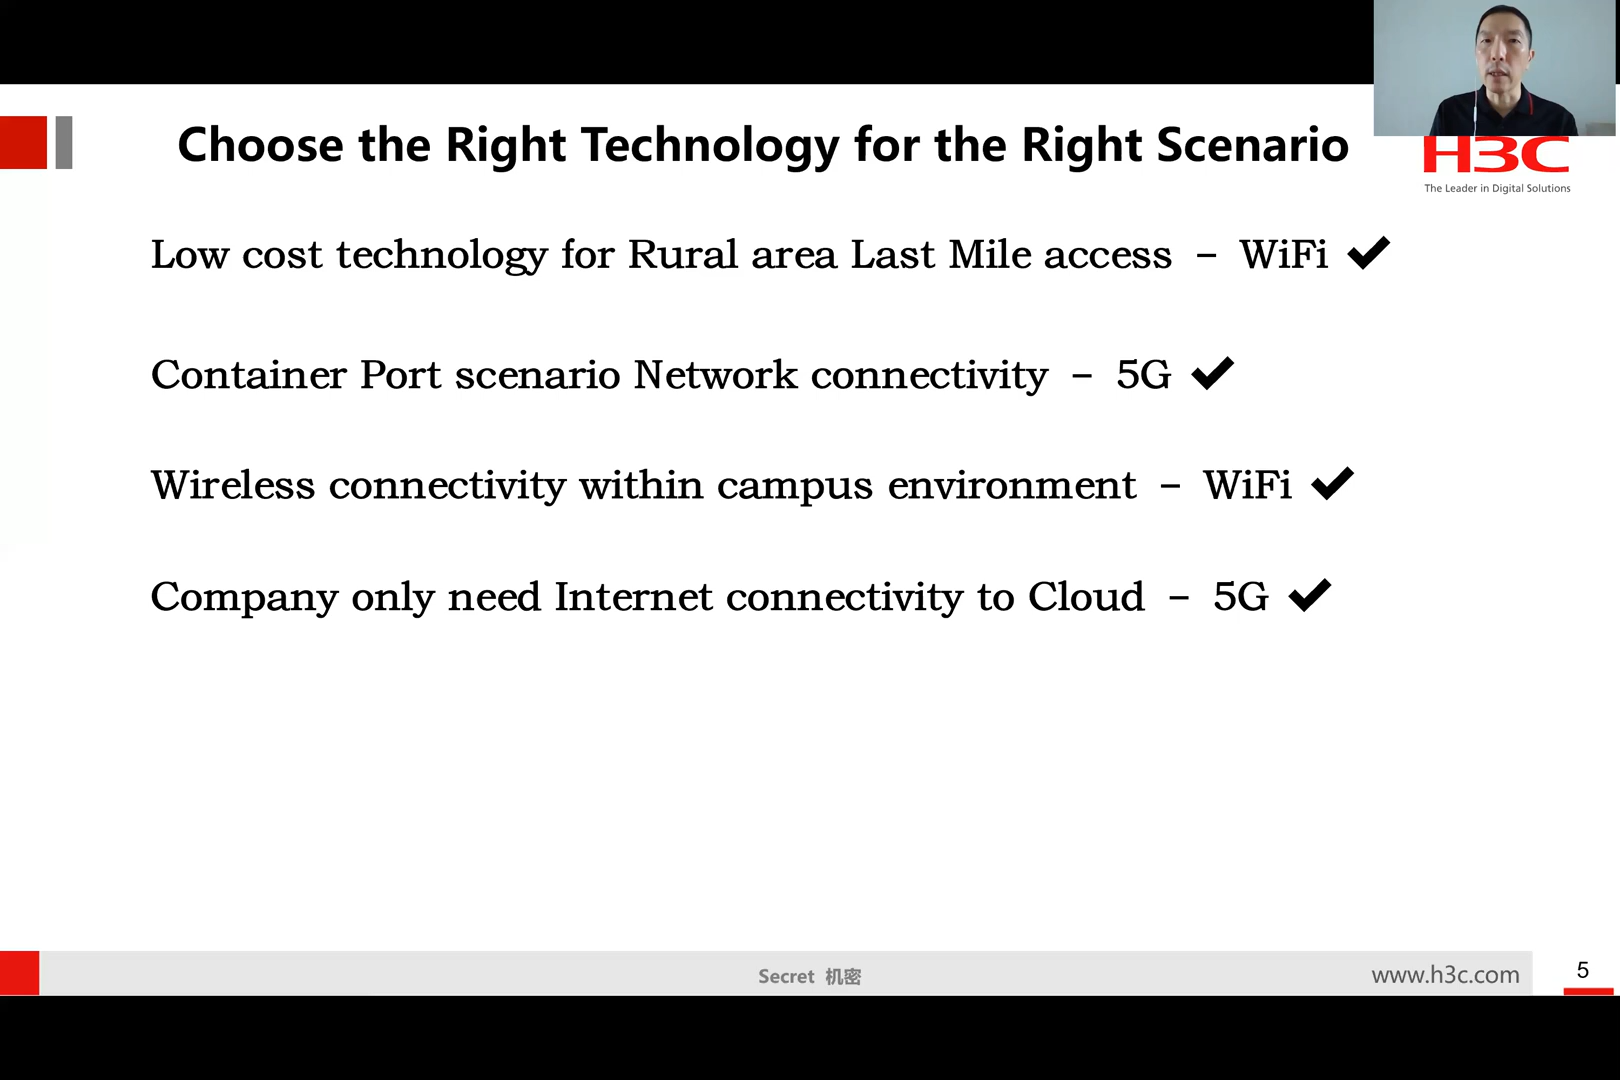 Choose the Right Technology for the Right Scenario
H3C
The Leader in Digital Solutions
Low cost technology for Rural area Last Mile access – WiFi ✔
Container Port scenario Network connectivity – 5G ✔
Wireless connectivity within campus environment – WiFi ✔
Company only need Internet connectivity to Cloud – 5G ✔
Secret 机密
www.h3c.com
5